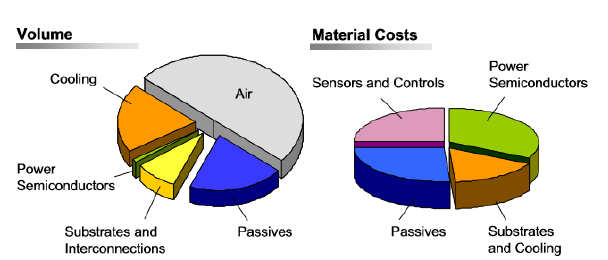 Volume
Cooling
Air
Power
Semiconductors
Substrates and
Interconnections
Passives
Material Costs
Sensors and Controls
Power
Semiconductors
Passives
Substrates
and Cooling